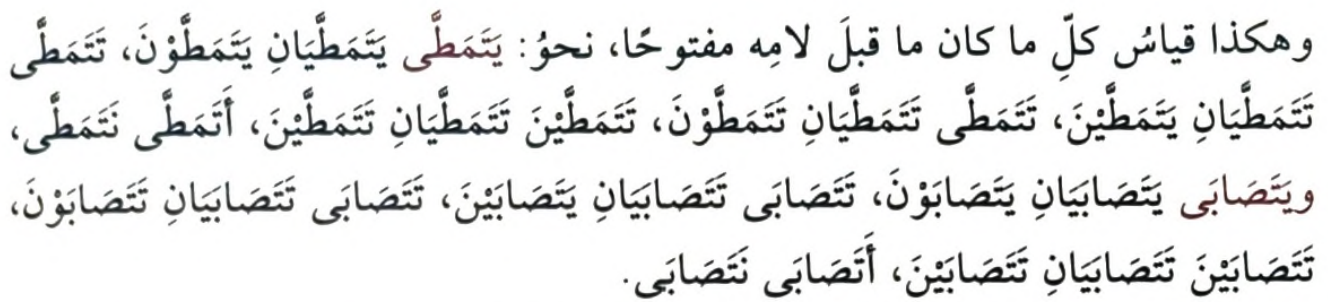 وهكذا قياسُ كلِّ ما كان ما قبلَ لامِه مفتوحًا، نحوُ: يَتَمَطَّى يَتَمَطَّيَانِ يَتَمَطَّوْنَ، تَتَمَطَّى
تَتَمَطَّيَانِ يَتَمَطَّيْنَ، تَتَمَطَّى تَتَمَطَّيَانِ تَتَمَطَّوْنَ، تَتَمَطَّيْنَ تَتَمَطَّيَانِ تَتَمَطَّيْنَ، أَتَمَطَّى نَتَمَطَّى،
ويَتَصَابَى يَتَصَابَيَانِ يَتَصَابَوْنَ، تَتَصَابَى تَتَصَابَيَانِ يَتَصَابَيْنَ، تَتَصَابَى تَتَصَابَيَانِ تَتَصَابَوْنَ،
تَتَصَابَيْنَ تَتَصَابَيَانِ تَتَصَابَيْنَ، أَتَصَابَى نَتَصَابَى.